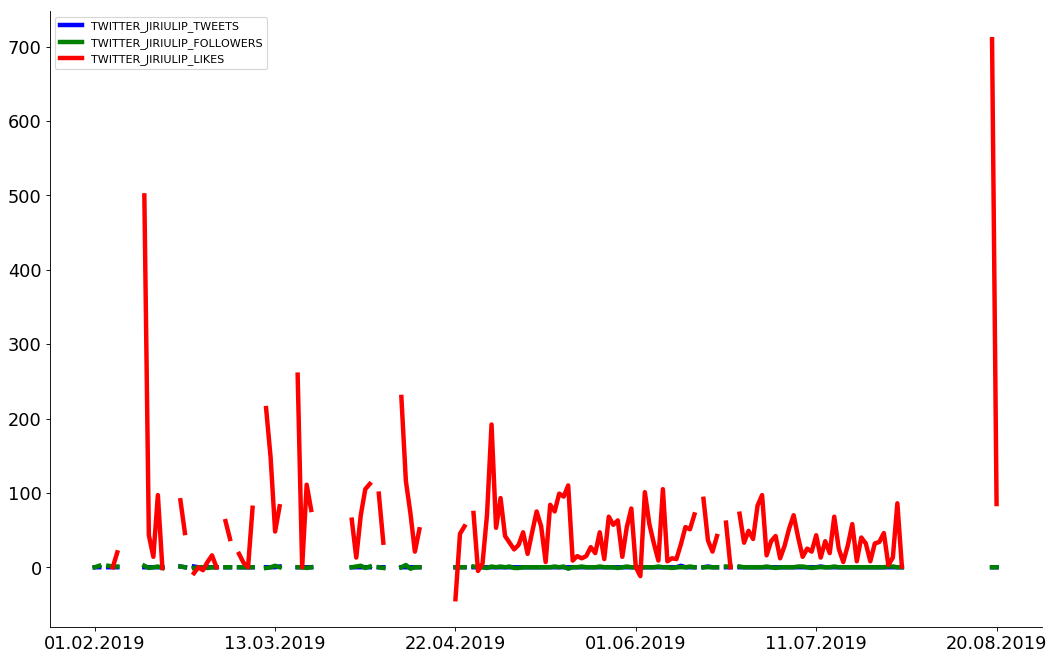 TWITTER_JIRIULIP_TWEETS
TWITTER_JIRIULIP_FOLLOWERS
TWITTER_JIRIULIP_LIKES
700
600
500
400
300
200
100
0
01.02.2019 13.03.2019 22.04.2019 01.06.2019 11.07.2019 20.08.2019